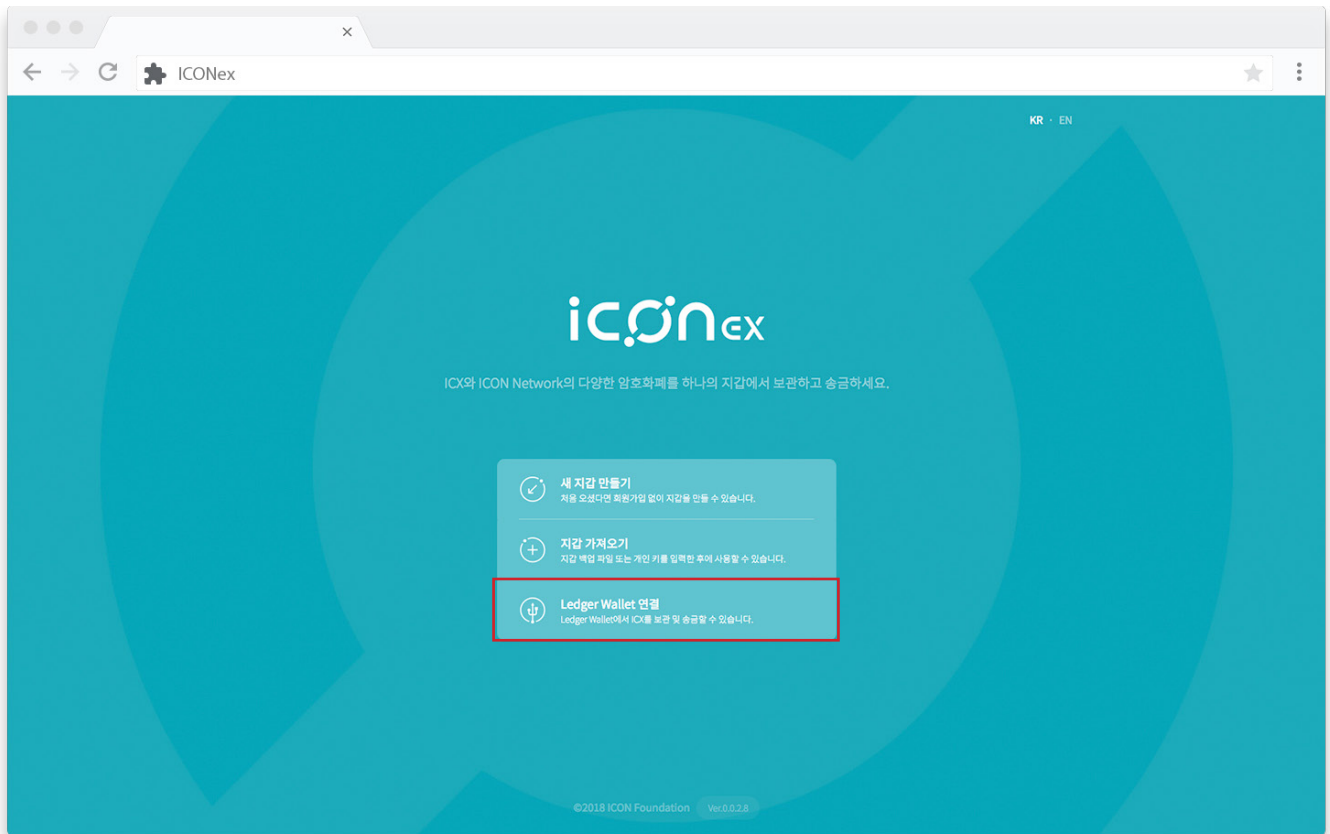 ICONex
KR · EN
icon ex
ICX와 ICON Network의 다양한 암호화폐를 하나의 지갑에서 보관하고 송금하세요.
새 지갑 만들기
처음 오셨다면 회원가입 없이 지갑을 만들 수 있습니다.
지갑 가져오기
지갑 백업 파일 또는 개인 키를 입력한 후에 사용할 수 있습니다.
Ledger Wallet 연결
Ledger Wallet에서 ICX를 보관 및 송금할 수 있습니다.
©2018 ICON Foundation Ver.0.0.2.8